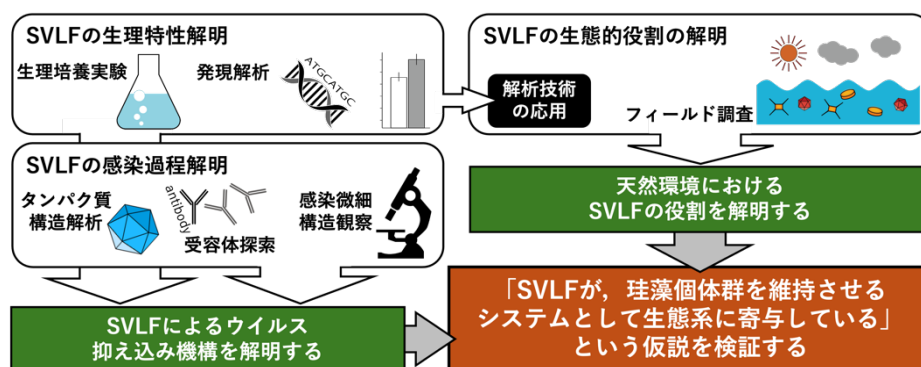 SVLFの生理特性解明
生理培養実験
発現解析
ATGCATGC
SVLFの生態的役割の解明
解析技術
の応用
フィールド調査
SVLFの感染過程解明
タンパク質
構造解析
antibody
受容体探索
感染微細
構造観察
天然環境における
SVLFの役割を解明する
SVLFによるウイルス
抑え込み機構を解明する
「SVLFが，珪藻個体群を維持させる
システムとして生態系に寄与している」
という仮説を検証する